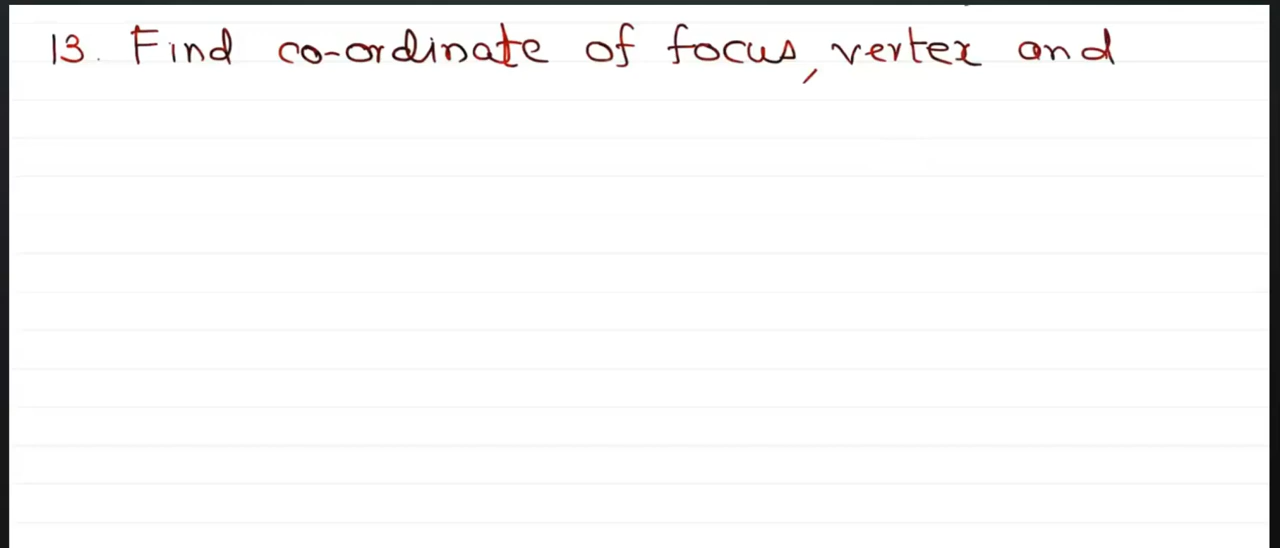 13. Find co-ordinate of focus, vertex and